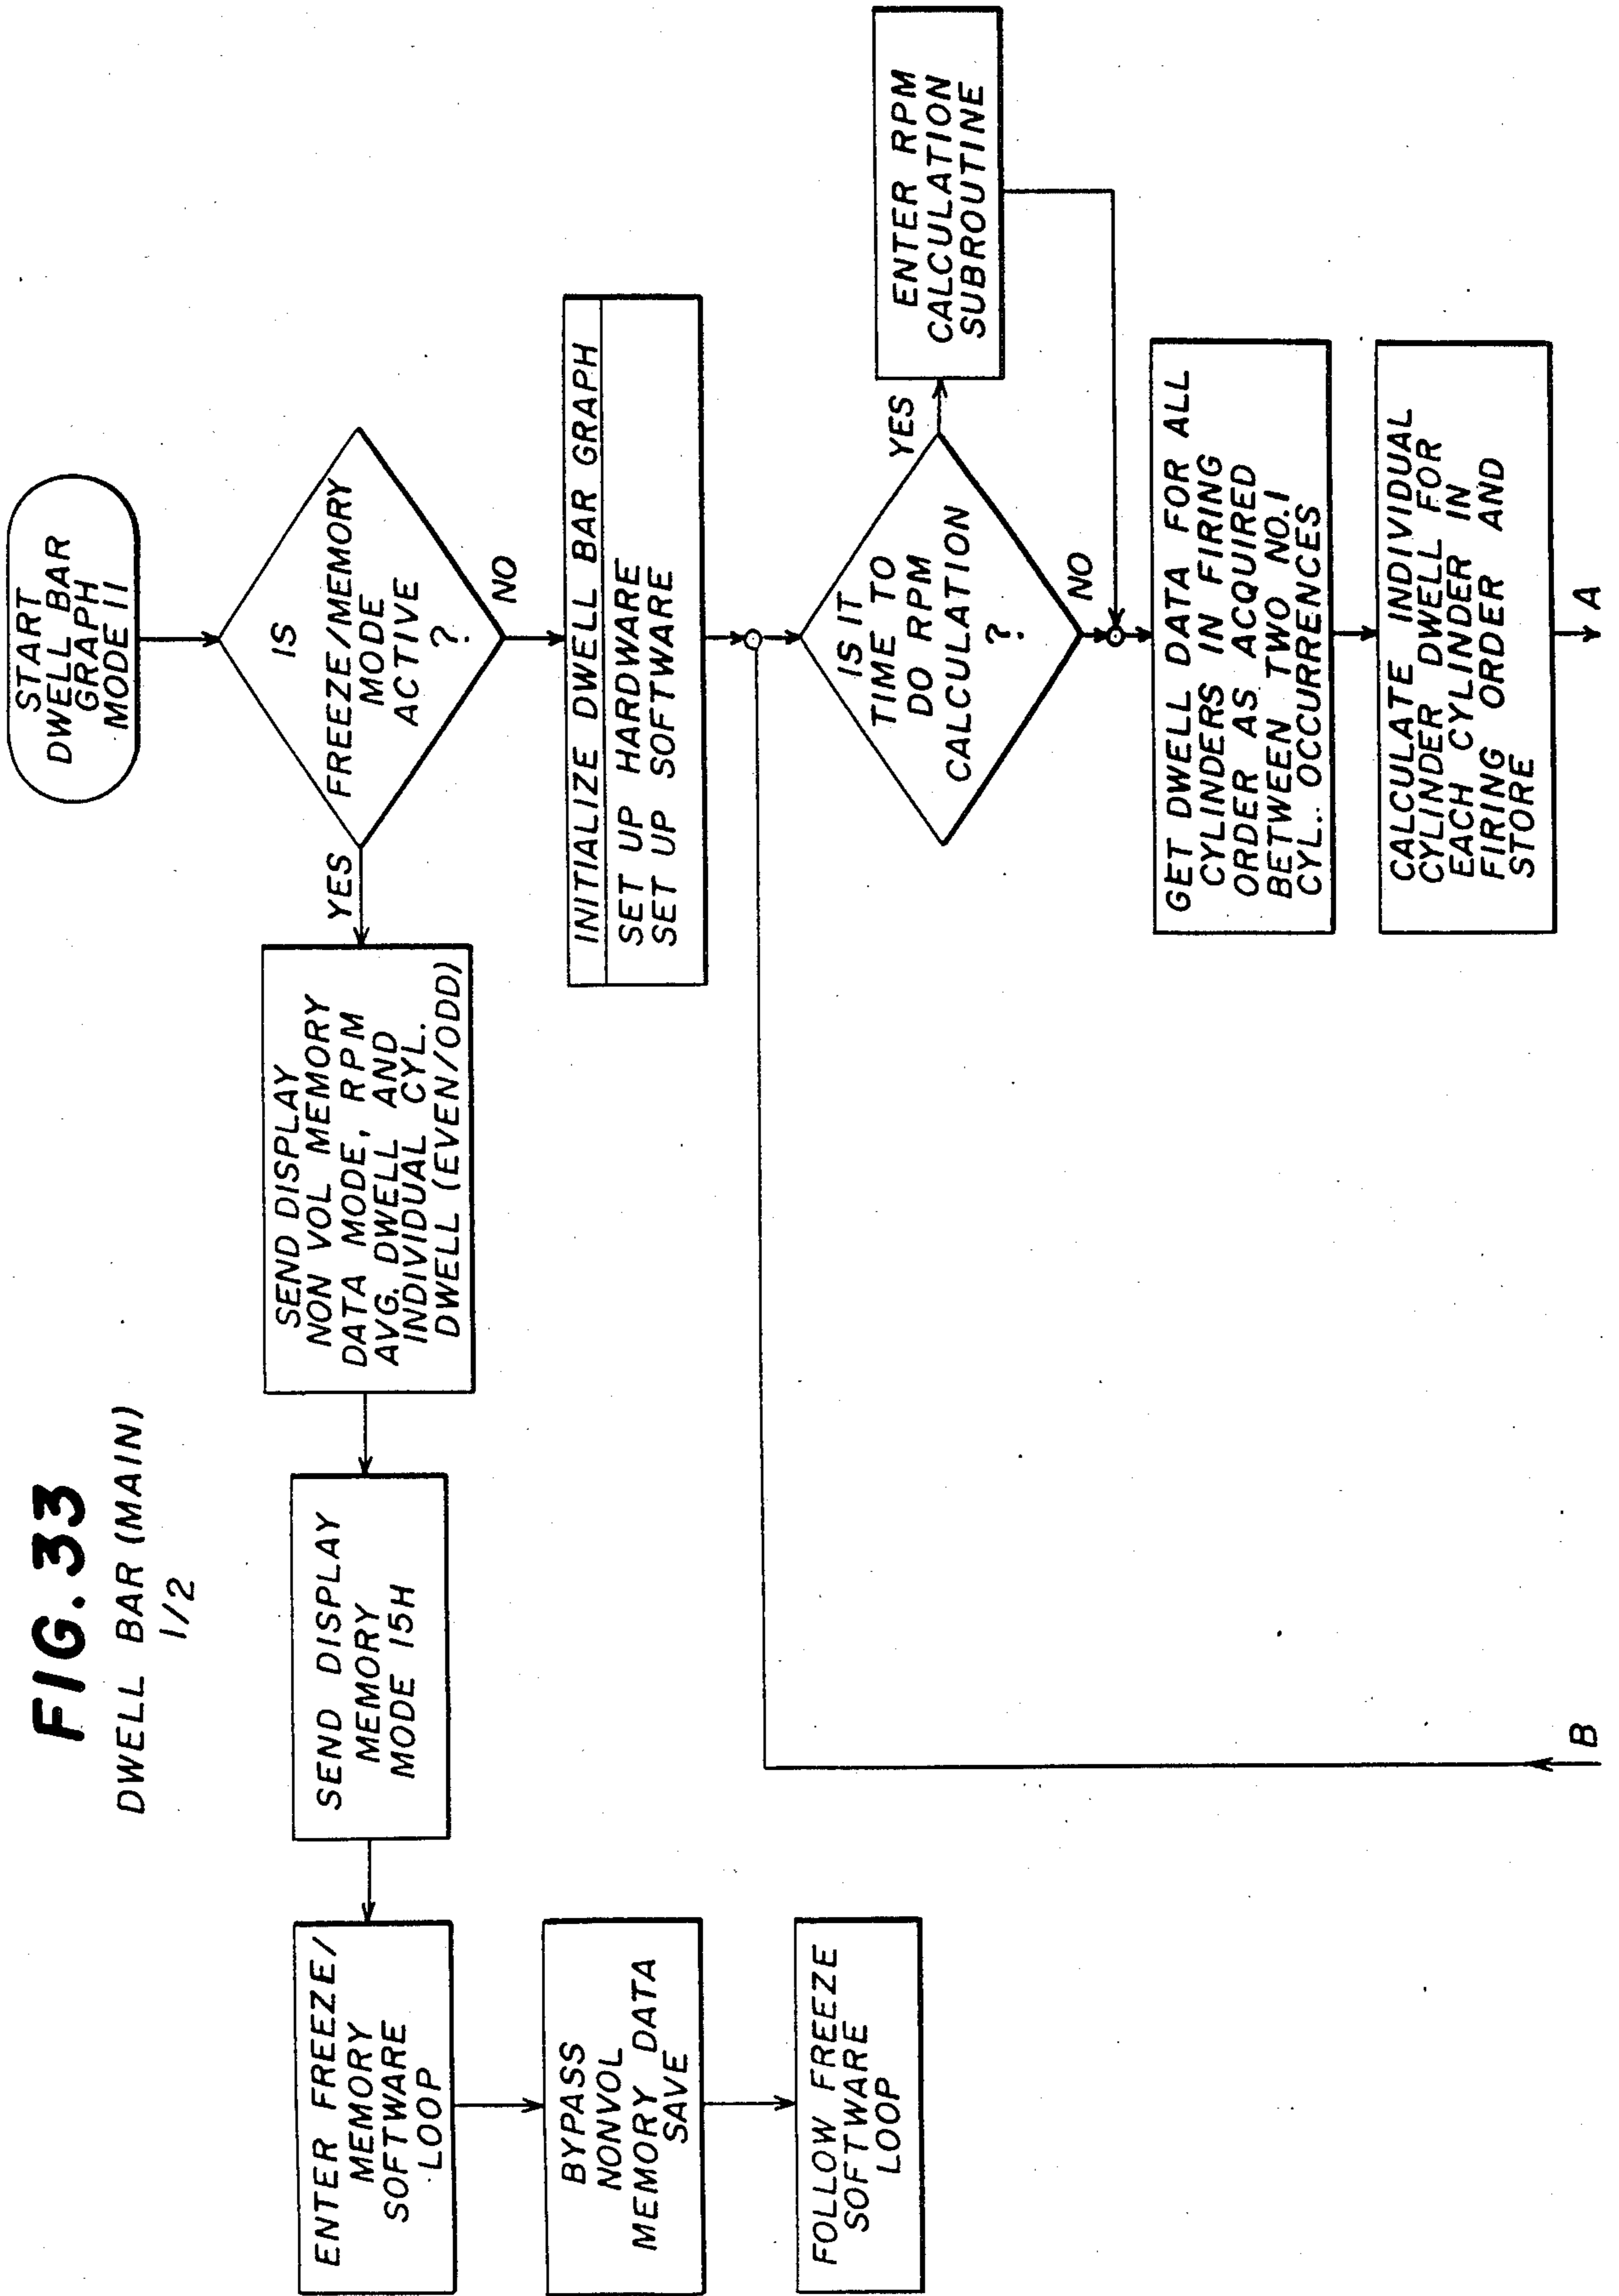 FIG. 33
DWELL BAR (MAIN)
1/2
START
DWELL BAR
GRAPH
MODE 11
IS
FREEZE/MEMORY
MODE
ACTIVE
?
YES
NO
SEND DISPLAY
NON VOL MEMORY
DATA MODE, RPM
AVG. DWELL AND
INDIVIDUAL CYL.
DWELL (EVEN/ODD)
SEND DISPLAY
MEMORY
MODE 15H
ENTER FREEZE/
MEMORY
SOFTWARE
LOOP
BYPASS
NONVOL
MEMORY DATA
SAVE
FOLLOW FREEZE
SOFTWARE
LOOP
INITIALIZE DWELL BAR GRAPH
SET UP HARDWARE
SET UP SOFTWARE
IS IT
TIME TO
DO RPM
CALCULATION
?
YES
NO
ENTER RPM
CALCULATION
SUBROUTINE
GET DWELL DATA FOR ALL
CYLINDERS IN FIRING
ORDER AS ACQUIRED
BETWEEN TWO NO.1
CYL.. OCCURRENCES
CALCULATE INDIVIDUAL
CYLINDER DWELL FOR
EACH CYLINDER IN
FIRING ORDER AND
STORE
A
B